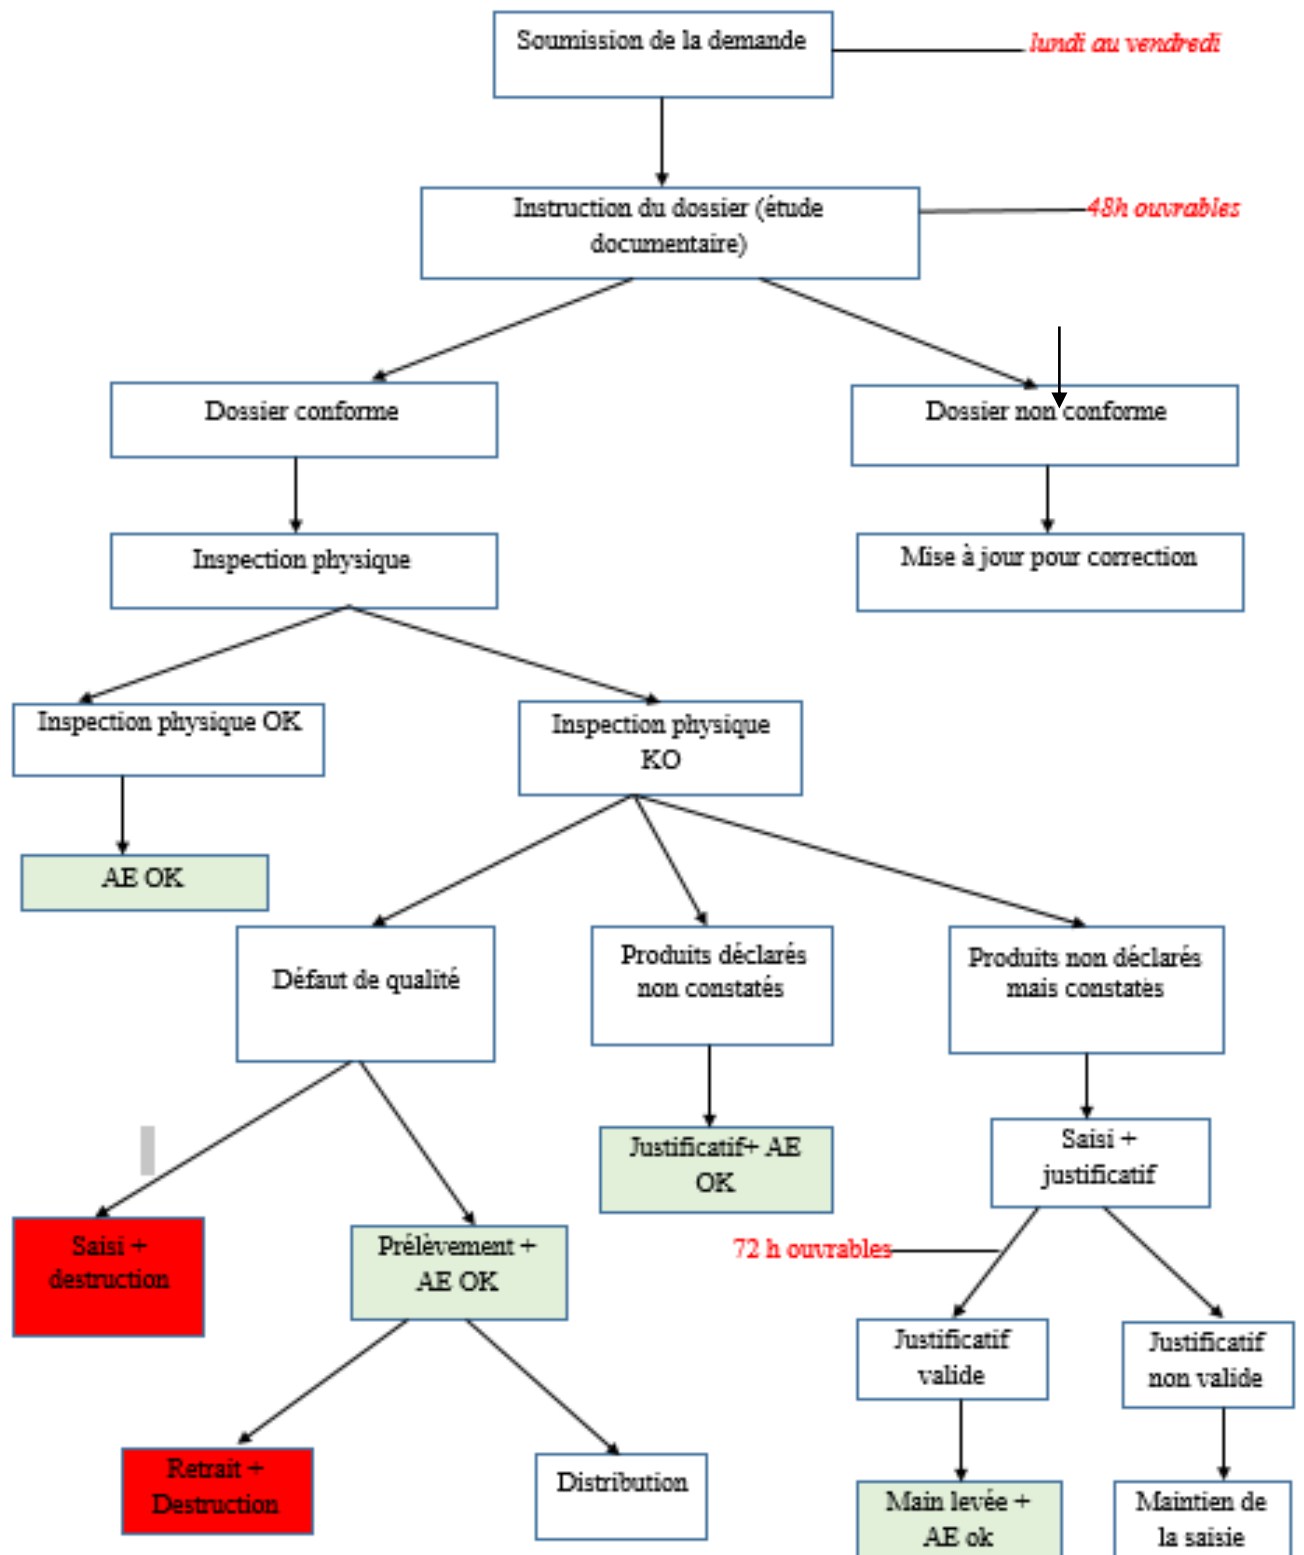 Soumission de la demande
lundi au vendredi
Instruction du dossier (étude
documentaire)
48h ouvrables
Dossier conforme
Dossier non conforme
Inspection physique
Mise à jour pour correction
Inspection physique OK
Inspection physique
KO
AE OK
Défaut de qualité
Produits déclarés
non constatés
Produits non déclarés
mais constatés
Justificatif+ AE
OK
Saisi +
justificatif
Saisi +
destruction
Prélèvement +
AE OK
72 h ouvrables
Justificatif
valide
Justificatif
non valide
Retrait +
Destruction
Distribution
Main levée +
AE ok
Maintien de
la saisie